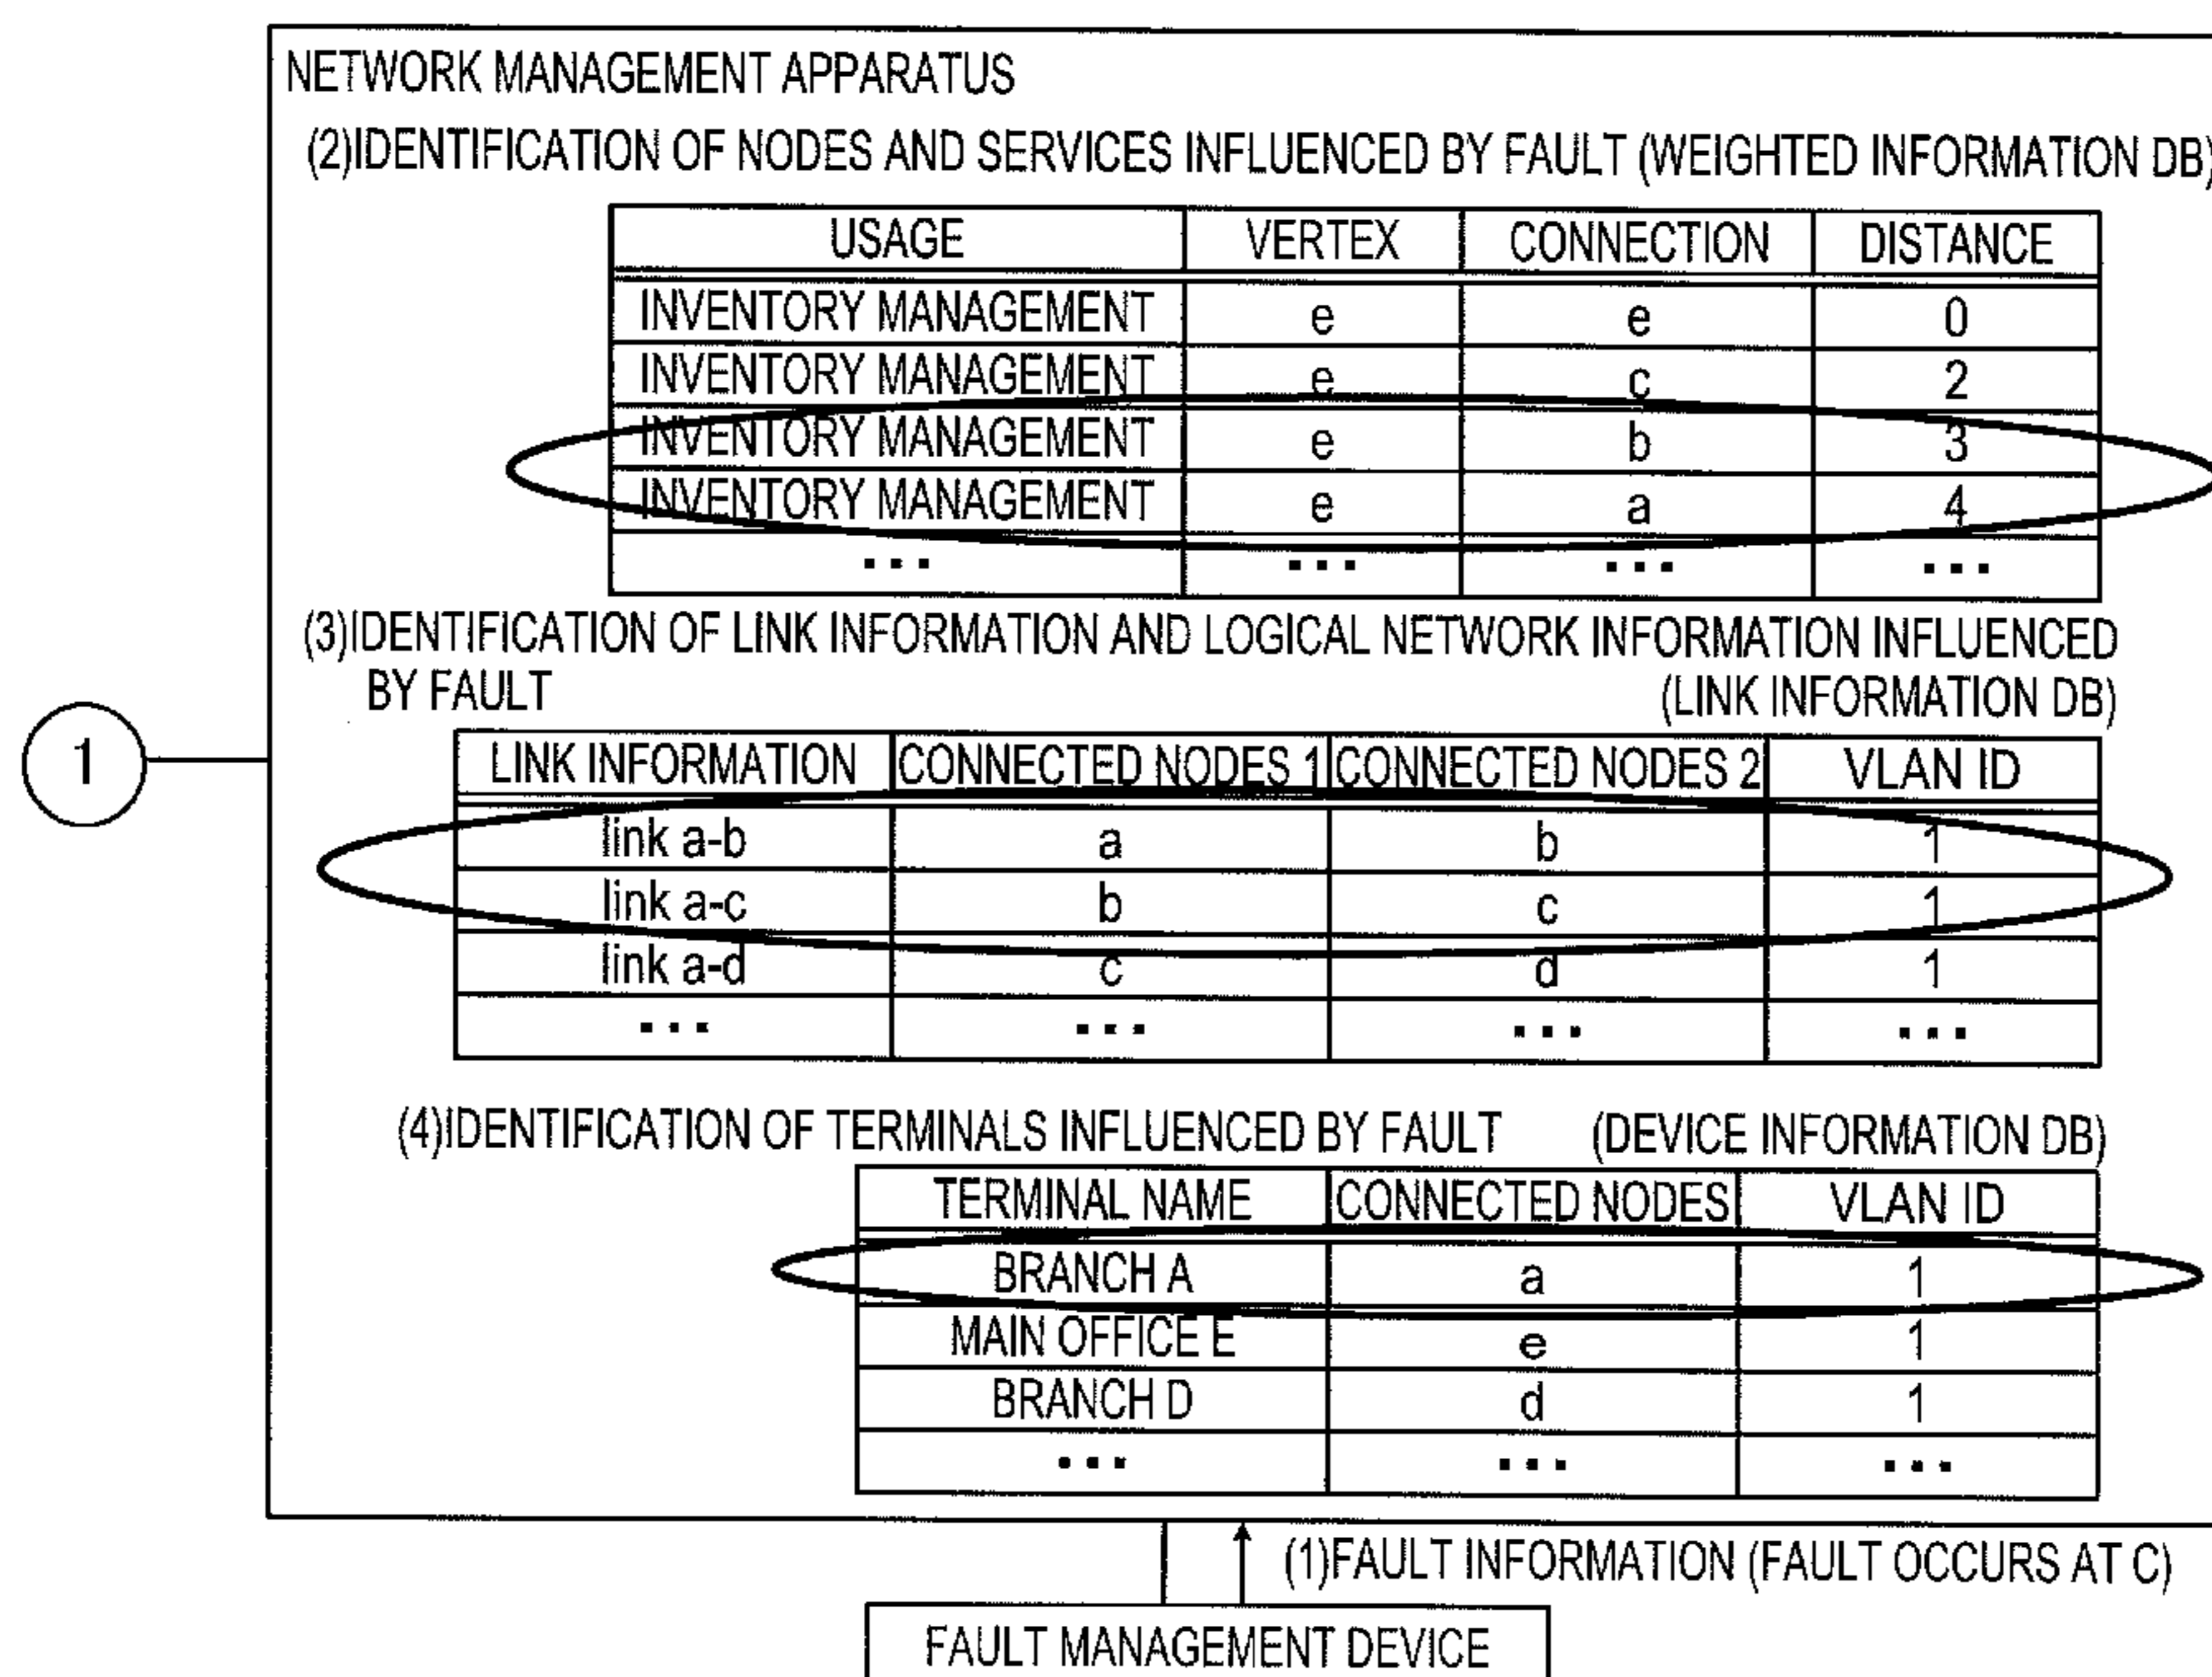 NETWORK MANAGEMENT APPARATUS
(2)IDENTIFICATION OF NODES AND SERVICES INFLUENCED BY FAULT (WEIGHTED INFORMATION DB)
USAGE VERTEX CONNECTION DISTANCE
INVENTORY MANAGEMENT e e 0
INVENTORY MANAGEMENT e c 2
INVENTORY MANAGEMENT e b 3
INVENTORY MANAGEMENT e a 4
... ... ... ...
(3)IDENTIFICATION OF LINK INFORMATION AND LOGICAL NETWORK INFORMATION INFLUENCED
BY FAULT (LINK INFORMATION DB)
1
LINK INFORMATION CONNECTED NODES 1 CONNECTED NODES 2 VLAN ID
link a-b a b 1
link a-c b c 1
link a-d c d 1
... ... ... ...
(4)IDENTIFICATION OF TERMINALS INFLUENCED BY FAULT (DEVICE INFORMATION DB)
TERMINAL NAME CONNECTED NODES VLAN ID
BRANCH A a 1
MAIN OFFICE E e 1
BRANCH D d 1
... ... ...
(1)FAULT INFORMATION (FAULT OCCURS AT C)
FAULT MANAGEMENT DEVICE